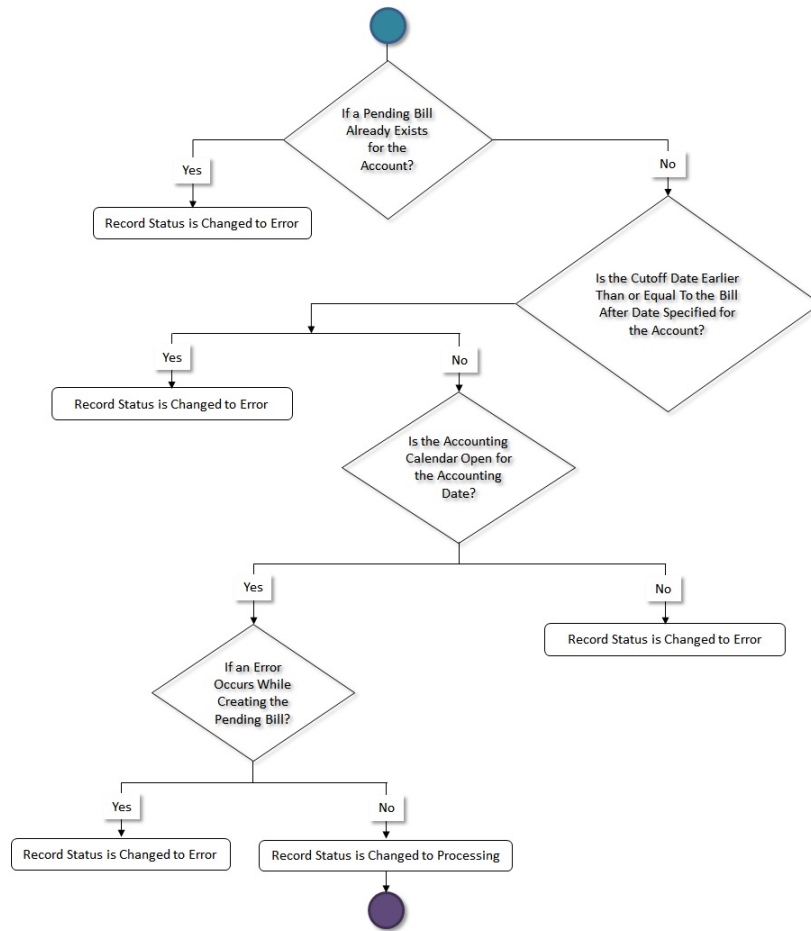 If a Pending Bill
Already Exists
for the
Account?
Yes
No
Record Status is Changed to Error
Is the Cutoff Date Earlier
Than or Equal To the Bill
After Date Specified for
the Account?
Yes
No
Record Status is Changed to Error
Is the Accounting
Calendar Open for
the Accounting
Date?
Yes
No
Record Status is Changed to Error
If an Error
Occurs While
Creating the
Pending Bill?
Yes
No
Record Status is Changed to Error
Record Status is Changed to Processing